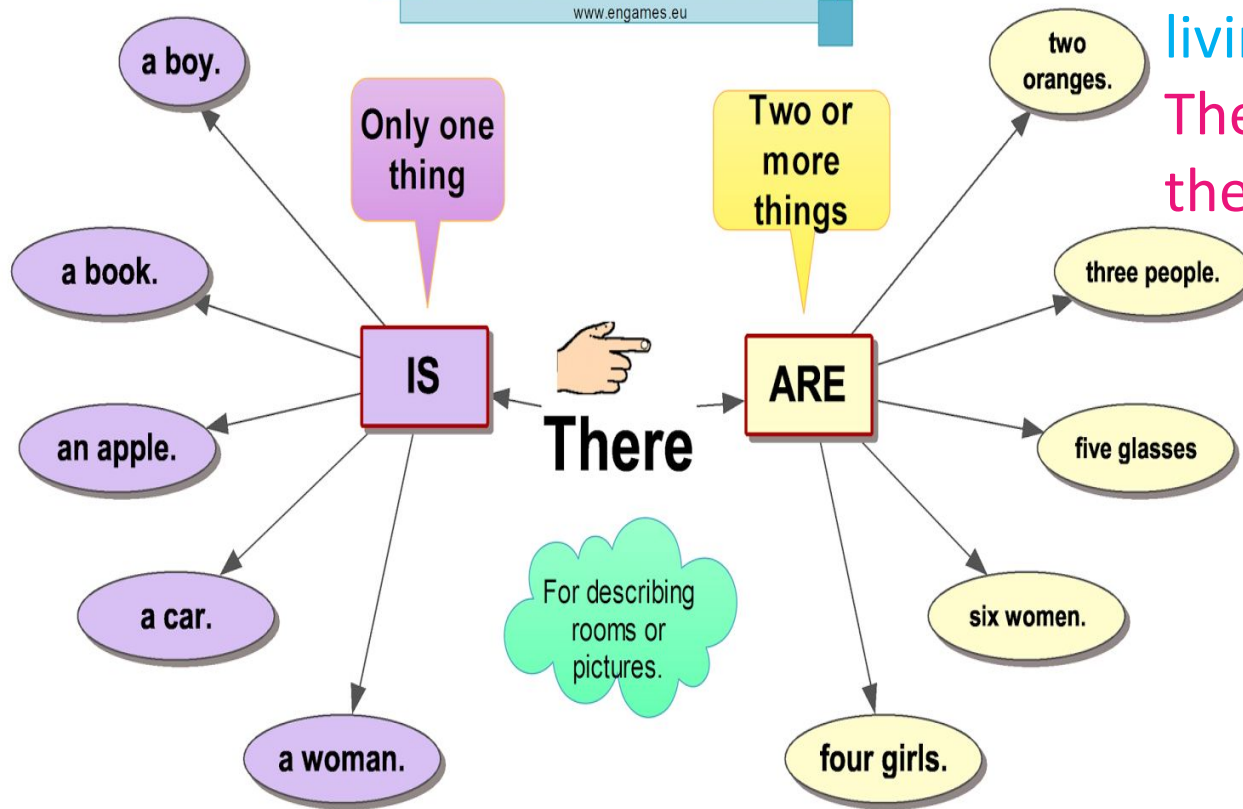 www.engames.eu
a boy.
Only one
thing
Two or
more
things
two
oranges.
a book.
three people.
IS
There
ARE
an apple.
five glasses
For describing
rooms or
pictures.
a car.
six women.
a woman.
four girls.